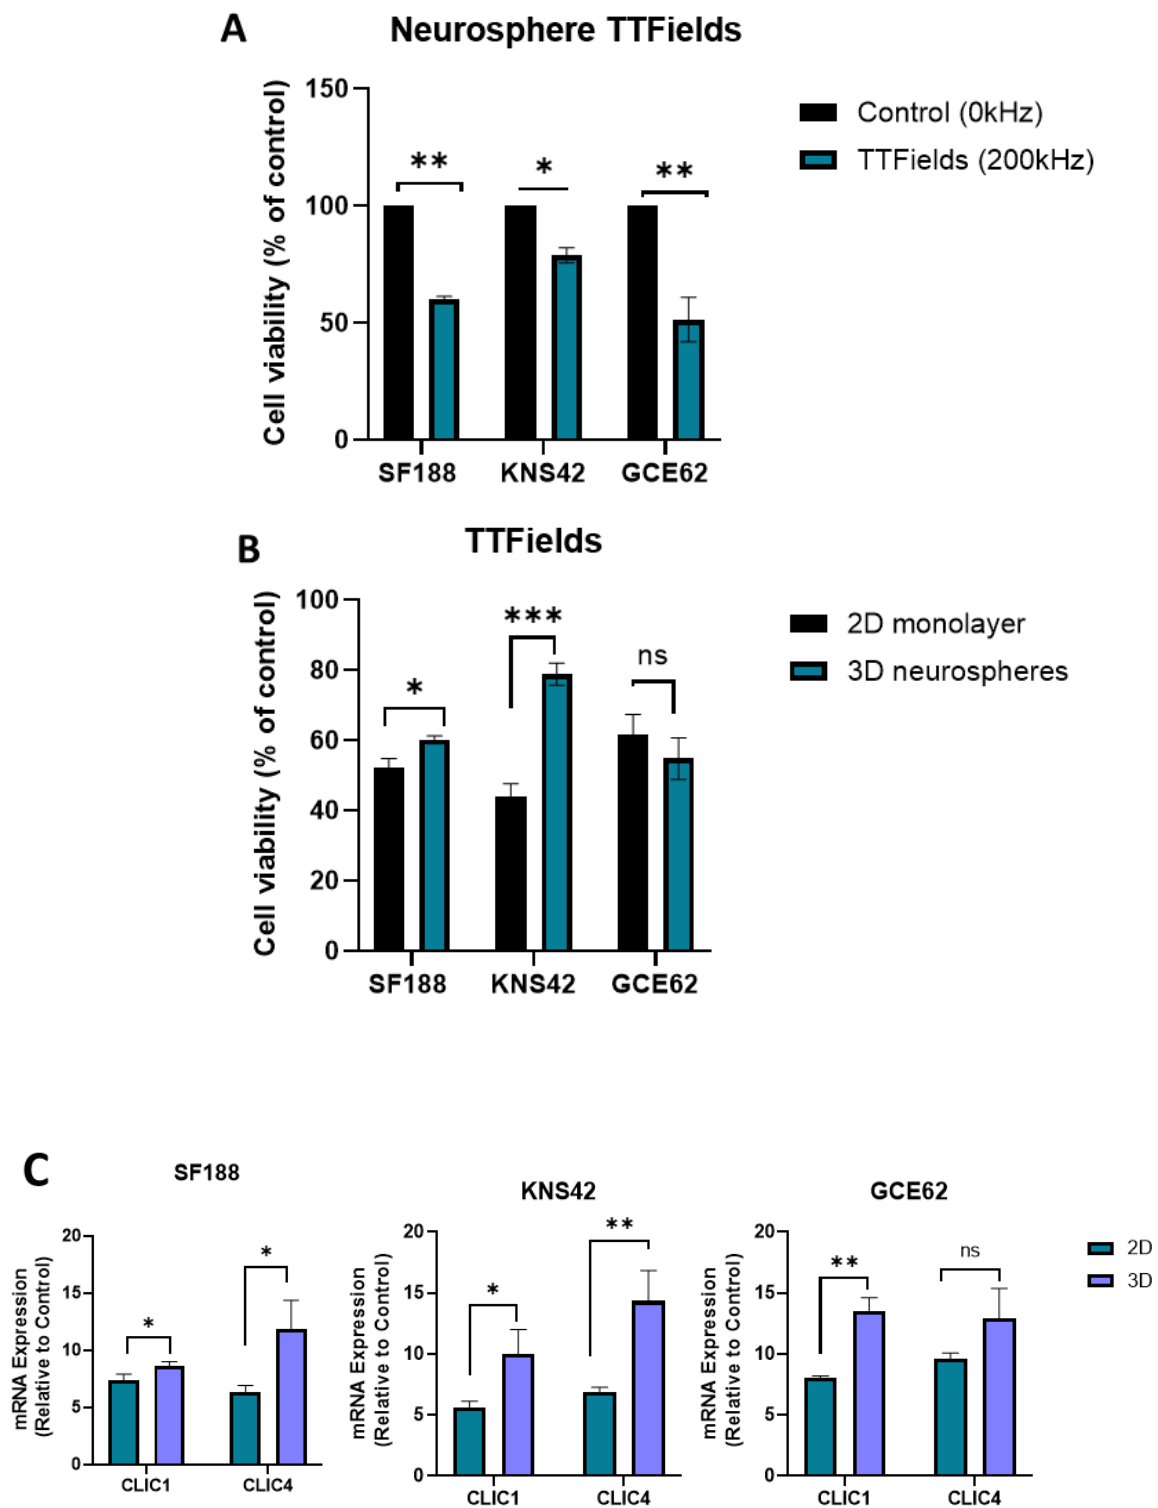 A
Neurosphere TTFields
Cell viability (% of control)
150
100
50
0
**
*
**
SF188
KNS42
GCE62
Control (0kHz)
TTFields (200kHz)
B
TTFields
Cell viability (% of control)
100
80
60
40
20
0
*
***
ns
SF188
KNS42
GCE62
2D monolayer
3D neurospheres
C
SF188
mRNA Expression
(Relative to Control)
20
15
10
5
0
*
*
CLIC1
CLIC4
KNS42
mRNA Expression
(Relative to Control)
20
15
10
5
0
*
**
CLIC1
CLIC4
GCE62
mRNA Expression
(Relative to Control)
20
15
10
5
0
**
ns
CLIC1
CLIC4
2D
3D